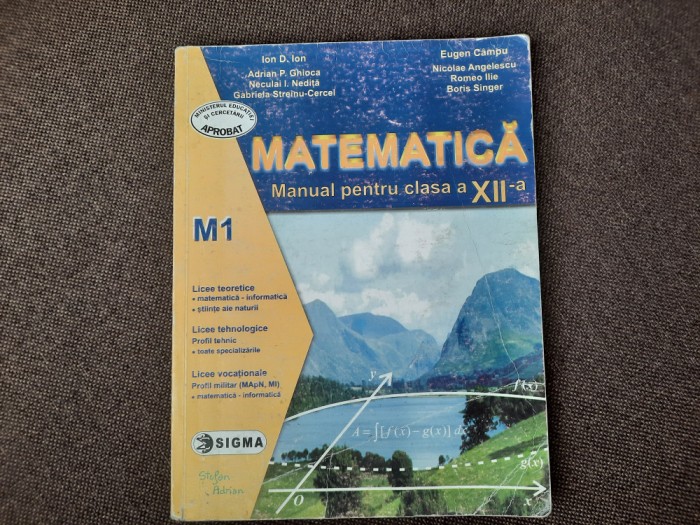 Ion D. Ion
Adrian P. Ghioca
Neculai I. Nediță
Gabriela Streinu-Cercel
Eugen Câmpu
Nicolae Angelescu
Romeo Ilie
Boris Singer
MINISTERUL EDUCAȚIEI
ȘI CERCETĂRII
APROBAT
MATEMATICĂ
Manual pentru clasa a XII-a
M1
Licee teoretice
• matematică - informatică
• științe ale naturii
Licee tehnologice
Profil tehnic
• toate specializările
Licee vocaționale
Profil militar (MApN, MI)
• matematică - informatică
SIGMA
Ștefan
Adrian
y
f(x)
A = ∫[f(x) – g(x)] dx
g(x)
O
x